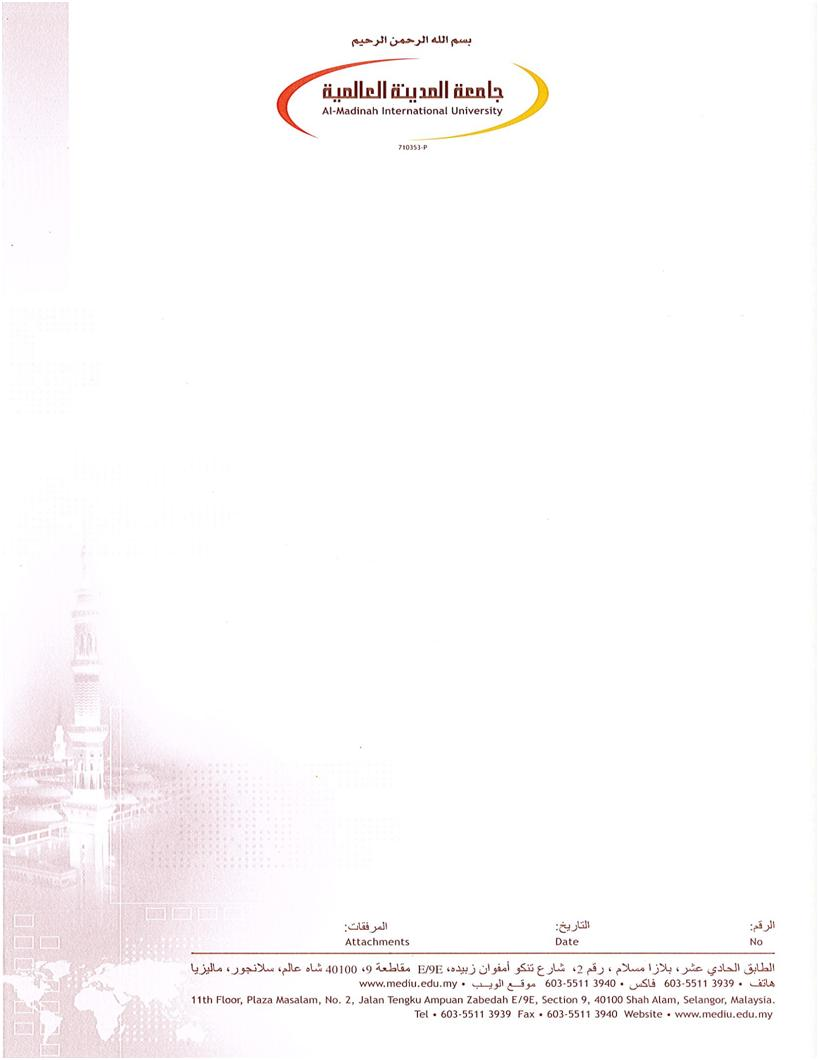 بسم الله الرحمن الرحيم
جامعة المدينة العالمية
Al-Madinah International University
710353-P
الرقم: التاريخ: المرفقات:
No Date Attachments
الطابق الحادي عشر، بلازا مسلام ، رقم 2، شارع تنكو أمفوان زبيده، E/9E مقاطعة 9، 40100 شاه عالم، سلانجور، ماليزيا
هاتف • 603-5511 3939 فاكس • 603-5511 3940 موقع الويب • www.mediu.edu.my
11th Floor, Plaza Masalam, No. 2, Jalan Tengku Ampuan Zabedah E/9E, Section 9, 40100 Shah Alam, Selangor, Malaysia.
Tel • 603-5511 3939 Fax • 603-5511 3940 Website • www.mediu.edu.my